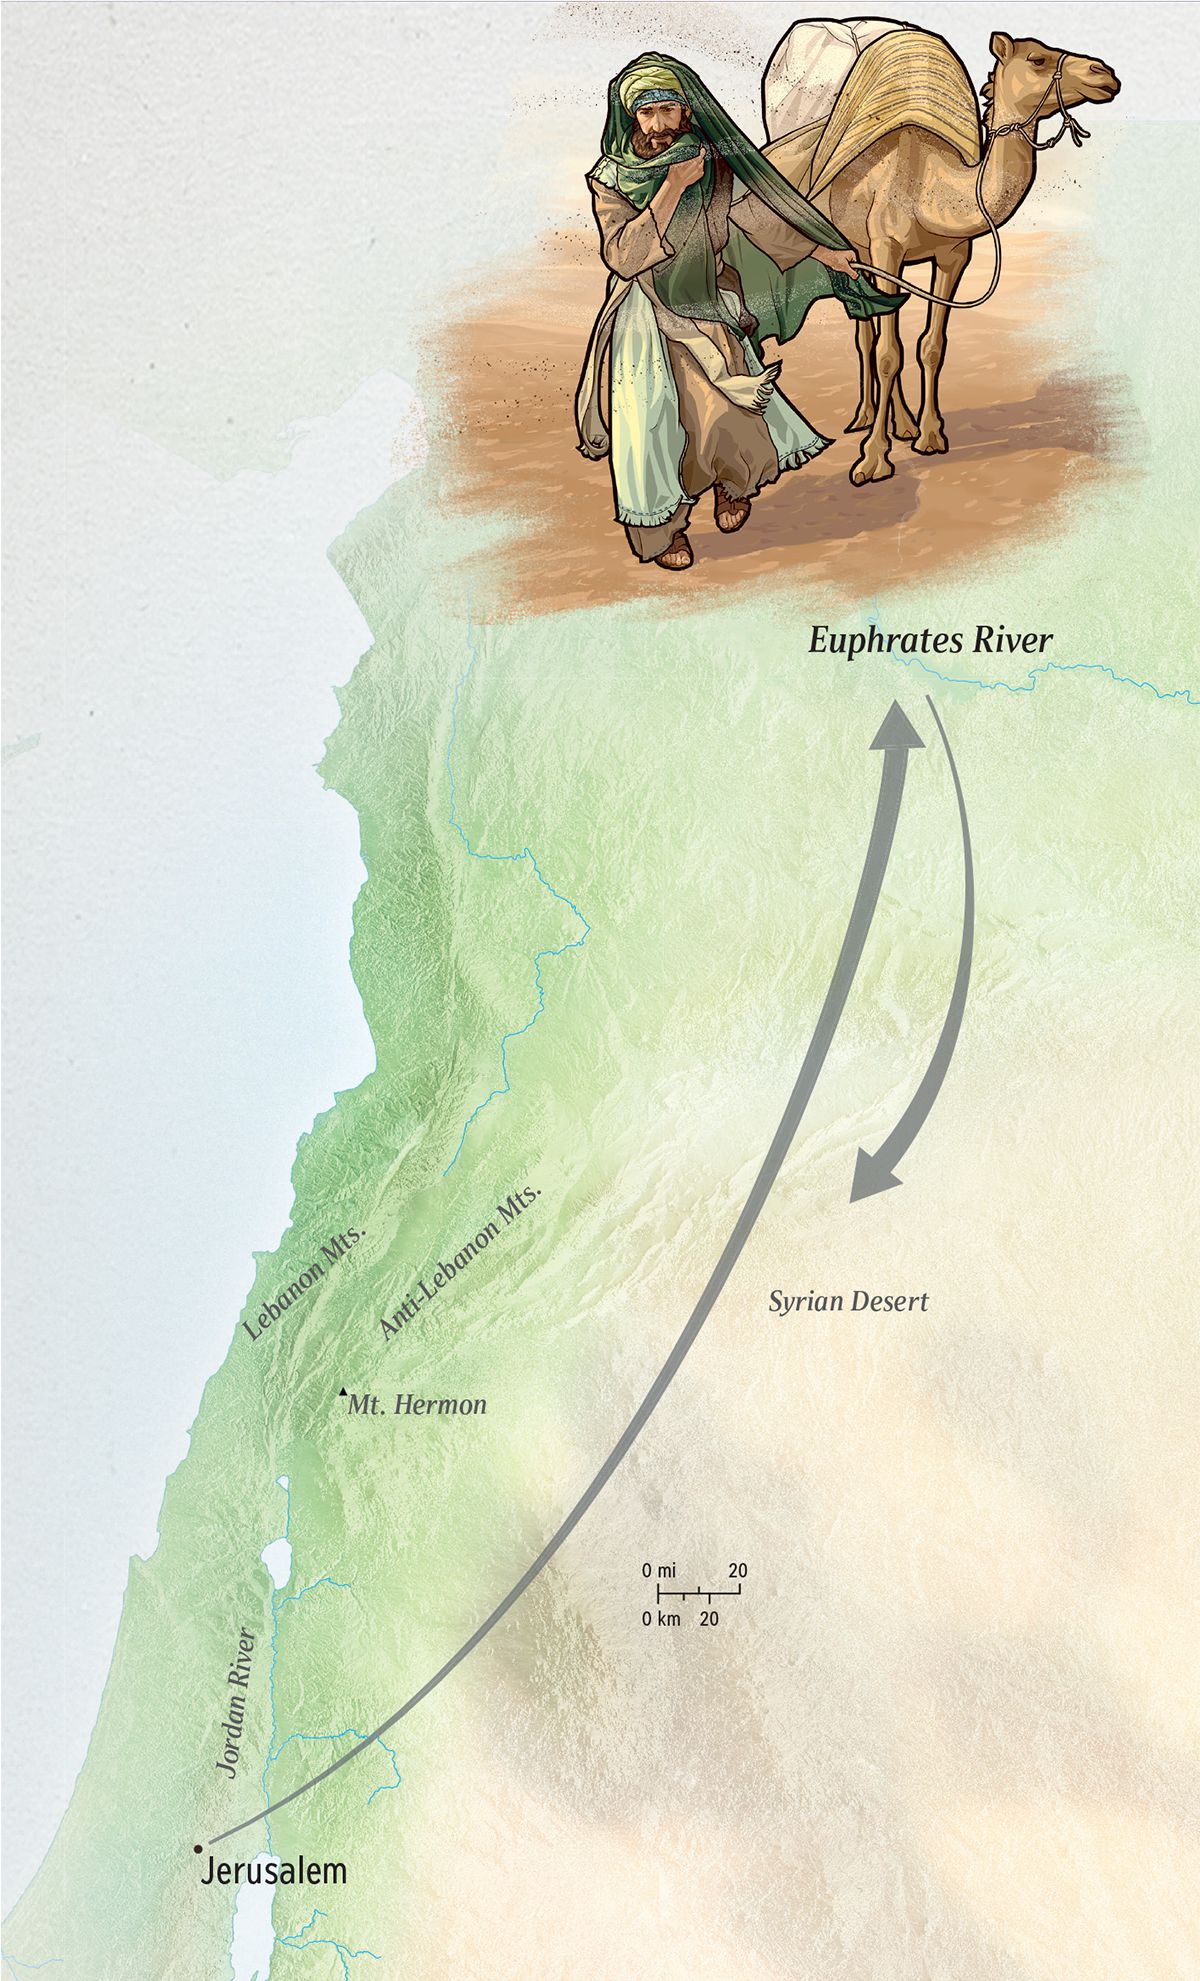 Euphrates River
Lebanon Mts.
Anti-Lebanon Mts.
Syrian Desert
Mt. Hermon
0 mi 20
0 km 20
Jordan River
Jerusalem